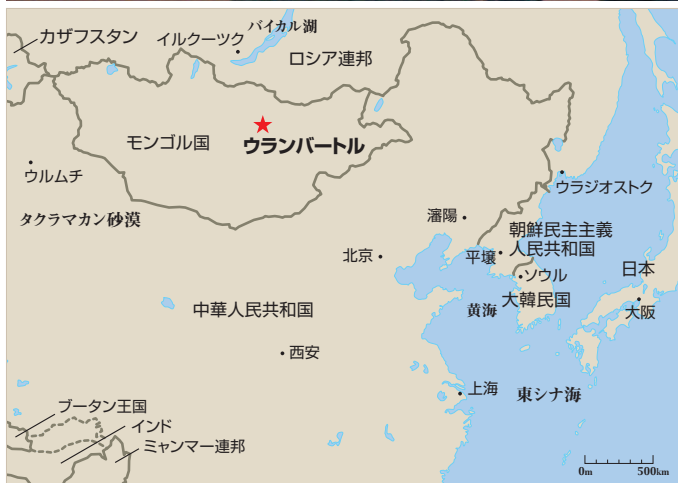 カザフスタン
イルクーツク
バイカル湖
ロシア連邦
モンゴル国
ウランバートル
ウルムチ
タクラマカン砂漠
ウラジオストク
瀋陽
朝鮮民主主義
人民共和国
北京
平壌
ソウル
日本
大韓民国
黄海
大阪
中華人民共和国
西安
上海
東シナ海
ブータン王国
インド
ミャンマー連邦
0m 500km